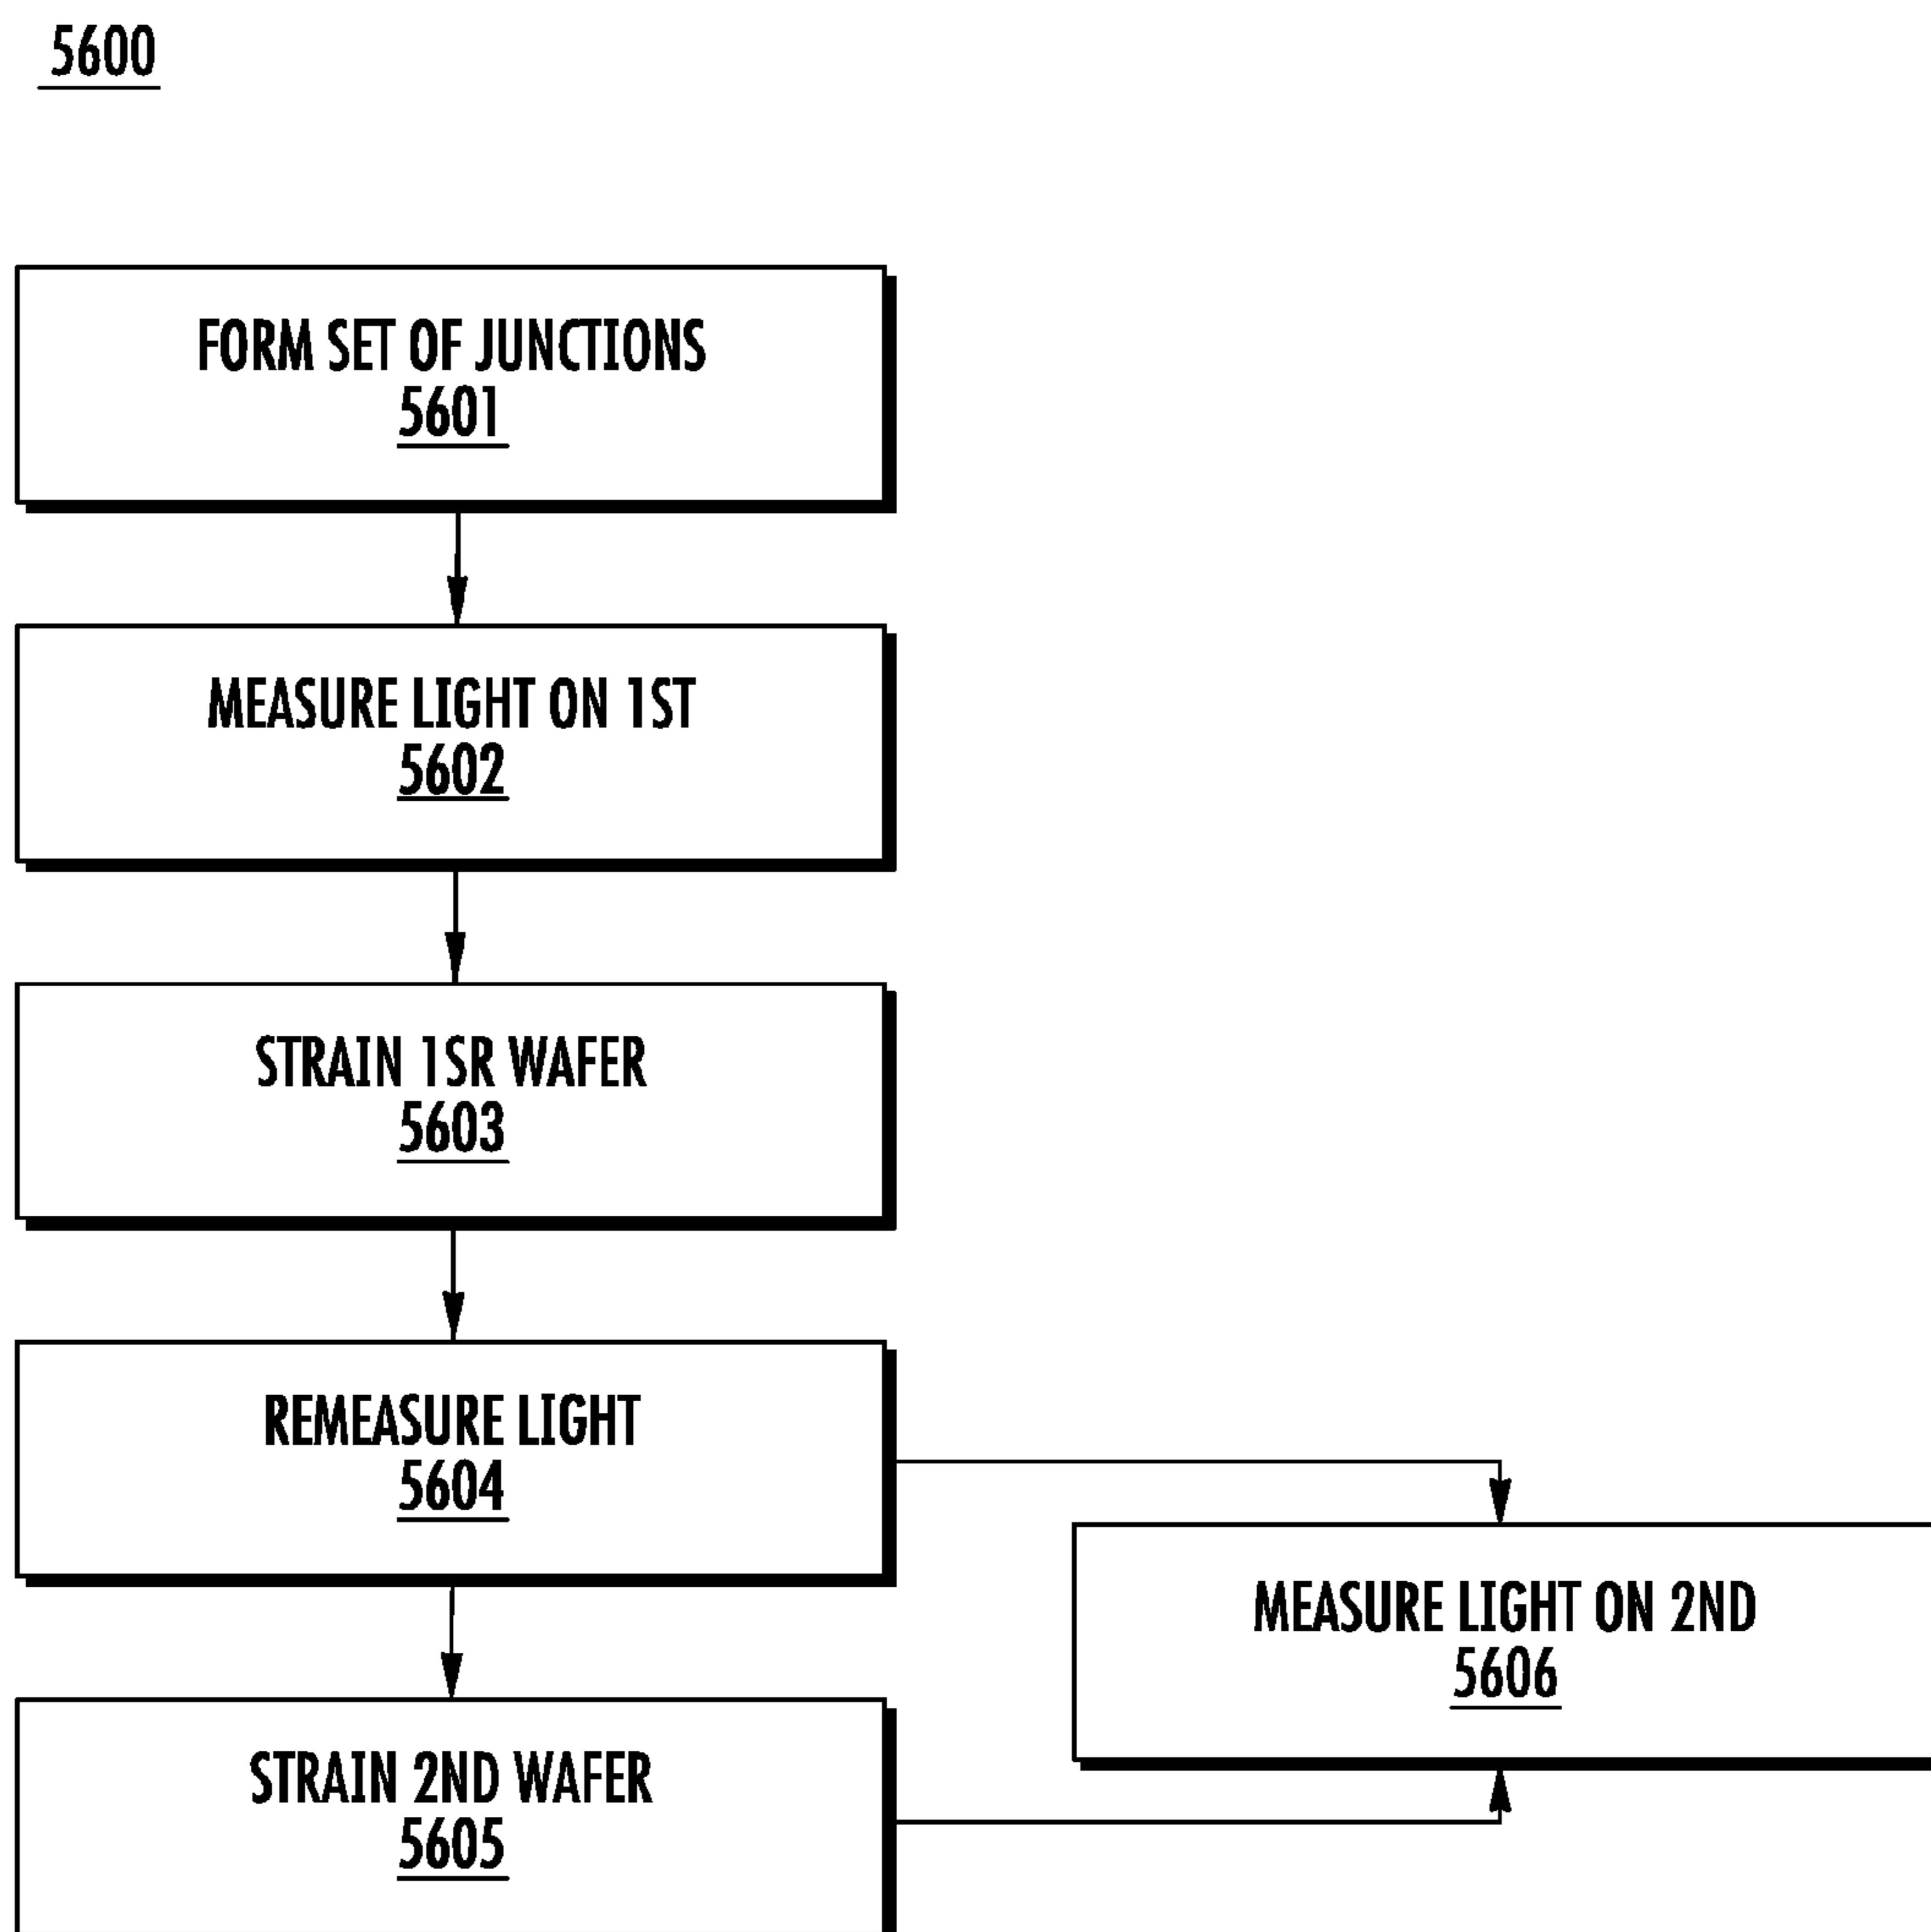 5600
FORM SET OF JUNCTIONS
5601
MEASURE LIGHT ON 1ST
5602
STRAIN 1SR WAFER
5603
REMEASURE LIGHT
5604
MEASURE LIGHT ON 2ND
5606
STRAIN 2ND WAFER
5605